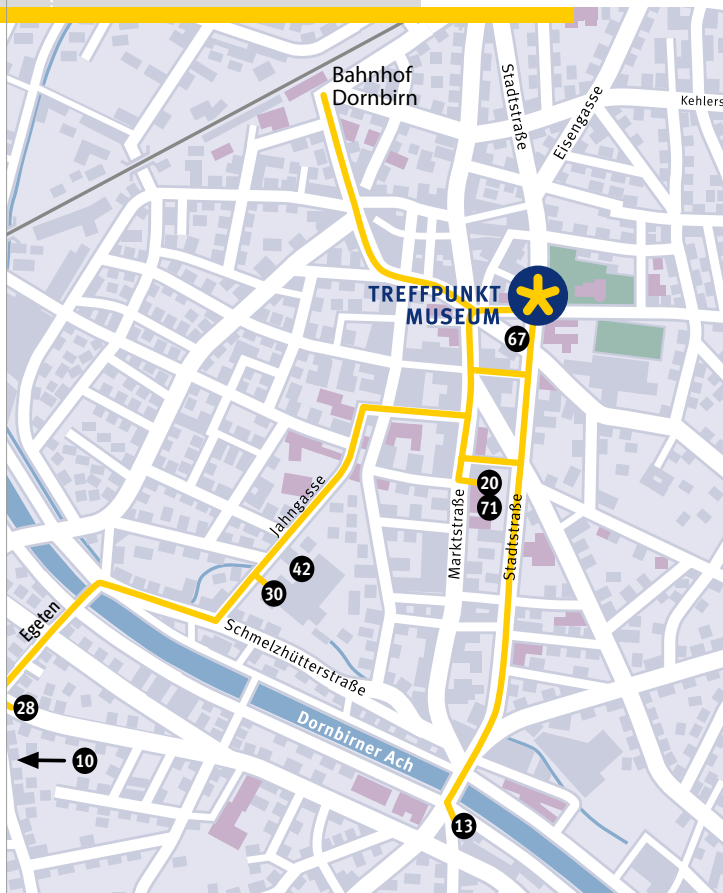 Bahnhof
Dornbirn
Stadtstraße
Eisengasse
Kehlers
TREFFPUNKT
MUSEUM
67
20
71
Jahngasse
Marktstraße
Stadtstraße
42
30
Egeten
Schmelzhütterstraße
28
Dornbirner Ach
10
13